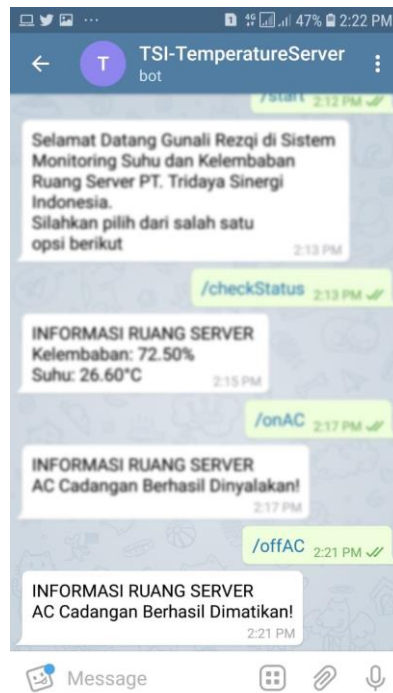 47% 2:22 PM
T
TSI-TemperatureServer
bot
/start 2:12 PM
Selamat Datang Gunali Rezqi di Sistem
Monitoring Suhu dan Kelembaban
Ruang Server PT. Tridaya Sinergi
Indonesia.
Silahkan pilih dari salah satu
opsi berikut
2:13 PM
/checkStatus 2:13 PM
INFORMASI RUANG SERVER
Kelembaban: 72.50%
Suhu: 26.60°C
2:15 PM
/onAC 2:17 PM
INFORMASI RUANG SERVER
AC Cadangan Berhasil Dinyalakan!
2:17 PM
/offAC 2:21 PM
INFORMASI RUANG SERVER
AC Cadangan Berhasil Dimatikan!
2:21 PM
Message